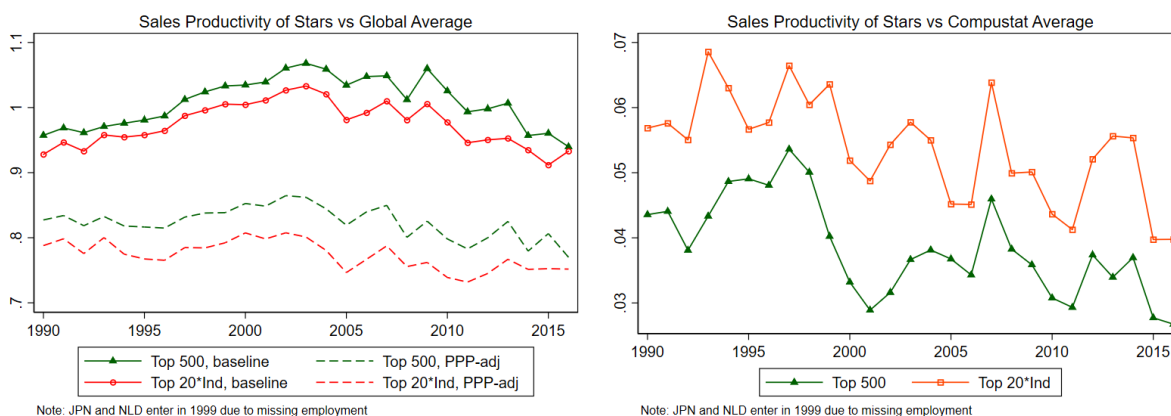 Sales Productivity of Stars vs Global Average
1.1
1
.9
.8
.7
1990 1995 2000 2005 2010 2015
Top 500, baseline Top 500, PPP-adj
Top 20*Ind, baseline Top 20*Ind, PPP-adj
Note: JPN and NLD enter in 1999 due to missing employment
Sales Productivity of Stars vs Compustat Average
.07
.06
.05
.04
.03
1990 1995 2000 2005 2010 2015
Top 500 Top 20*Ind
Note: JPN and NLD enter in 1999 due to missing employment